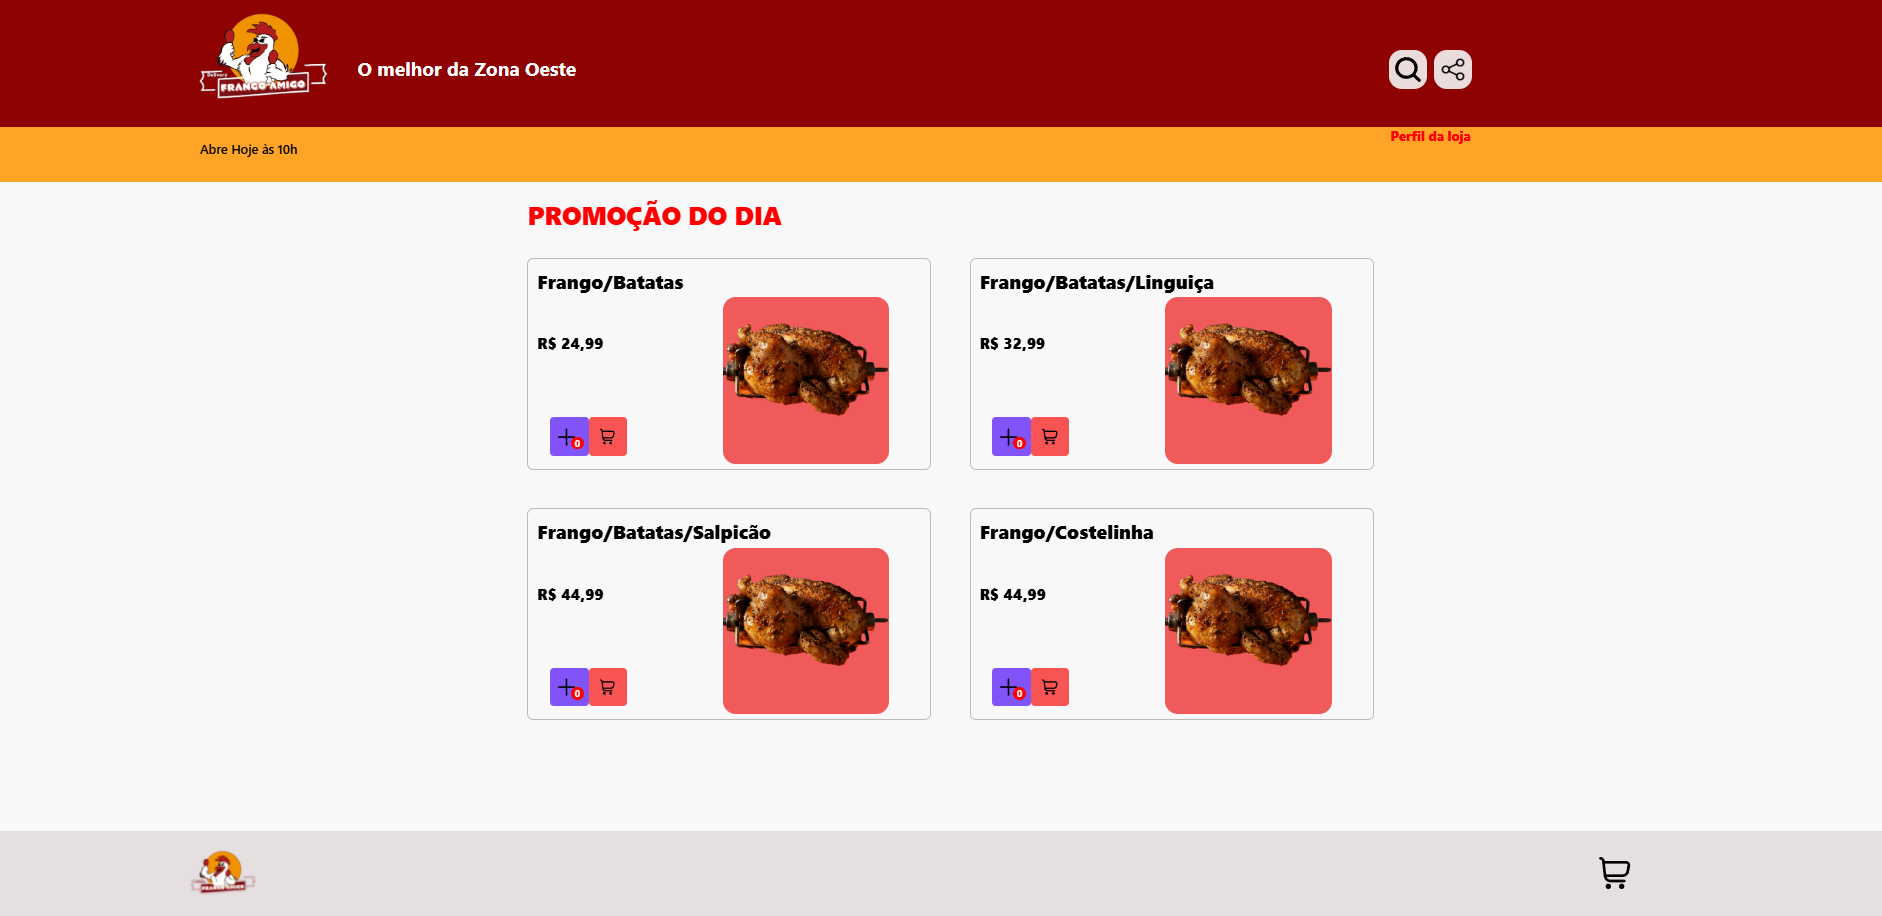 Delivery
FRANGO AMIGO
O melhor da Zona Oeste
Abre Hoje às 10h
Perfil da loja
PROMOÇÃO DO DIA
Frango/Batatas
R$ 24,99
0
Frango/Batatas/Linguiça
R$ 32,99
0
Frango/Batatas/Salpicão
R$ 44,99
0
Frango/Costelinha
R$ 44,99
0
FRANGO AMIGO